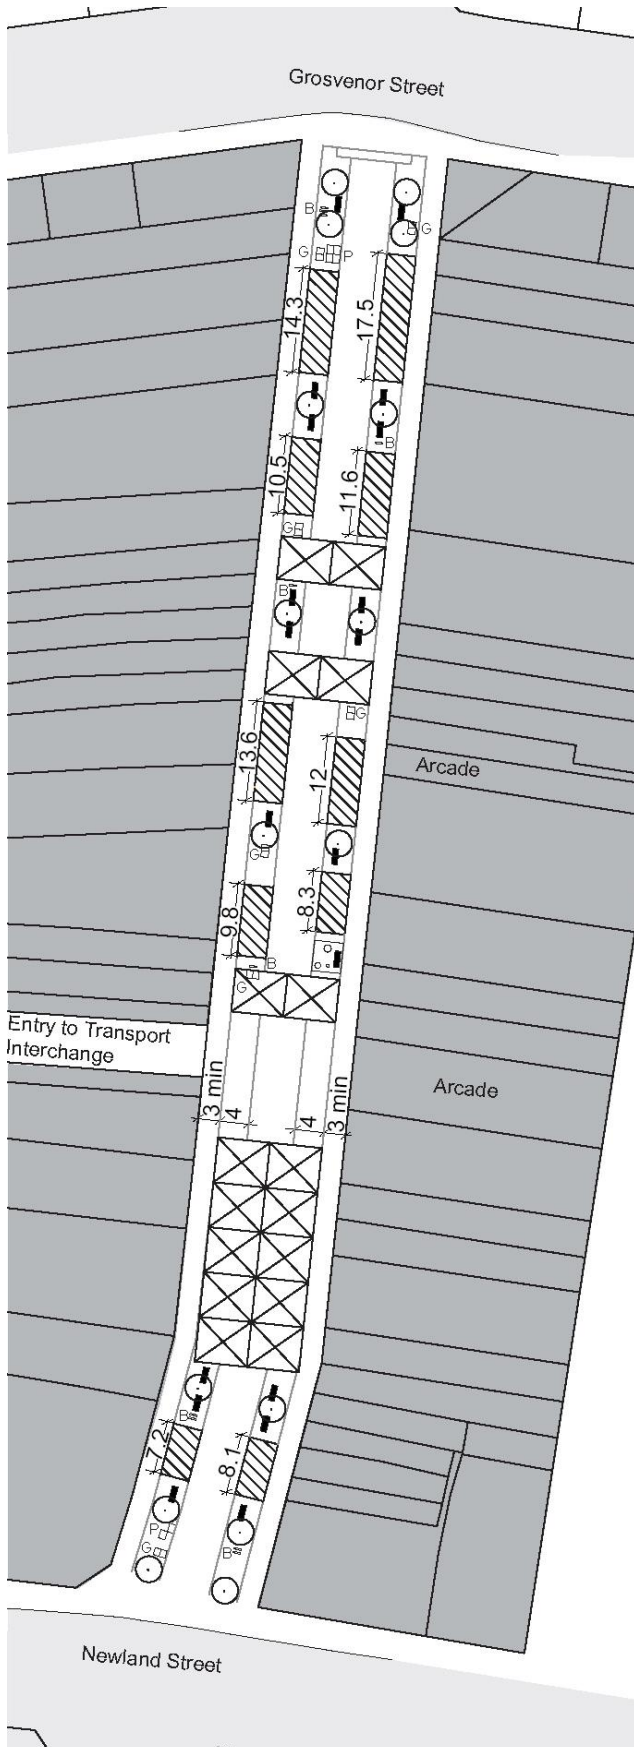 Grosvenor Street
B
G
G
P
14.3
17.5
B
10.5
11.6
G
B
G
13.6
12
Arcade
G
9.8
8.3
B
G
Entry to Transport
Interchange
Arcade
3 min
4
4
3 min
B
7.2
8.1
P
G
B
Newland Street